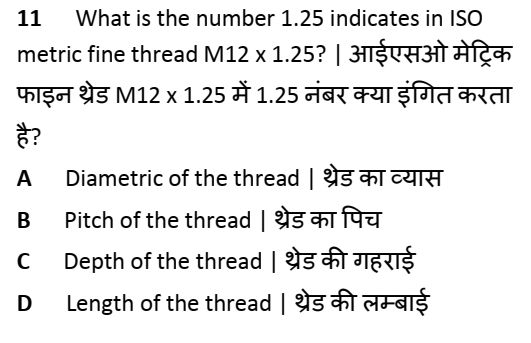 11 What is the number 1.25 indicates in ISO
metric fine thread M12 x 1.25? | आईएसओ मेट्रिक
फाइन थ्रेड M12 x 1.25 में 1.25 नंबर क्या इंगित करता
है?
A Diametric of the thread | थ्रेड का व्यास
B Pitch of the thread | थ्रेड का पिच
C Depth of the thread | थ्रेड की गहराई
D Length of the thread | थ्रेड की लम्बाई